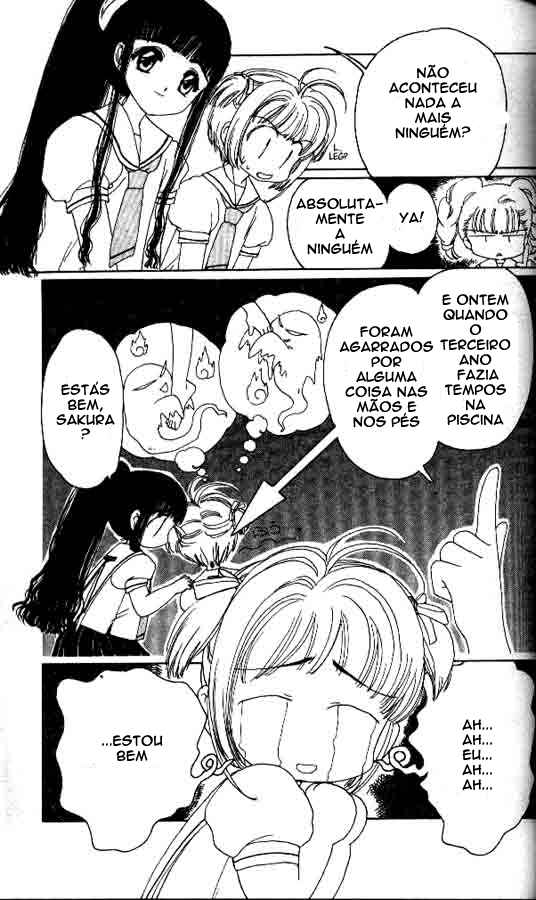 NÃO
ACONTECEU
NADA A
MAIS
NINGUÉM?
YA!
ABSOLUTA-
MENTE
A
NINGUÉM
E ONTEM
QUANDO
O
TERCEIRO
ANO
FAZIA
TEMPOS
NA
PISCINA
FORAM
AGARRADOS
POR
ALGUMA
COISA NAS
MÃOS E
NOS PÉS
ESTÁS
BEM,
SAKURA
?
AH...
AH...
EU...
AH...
AH...
...ESTOU
BEM